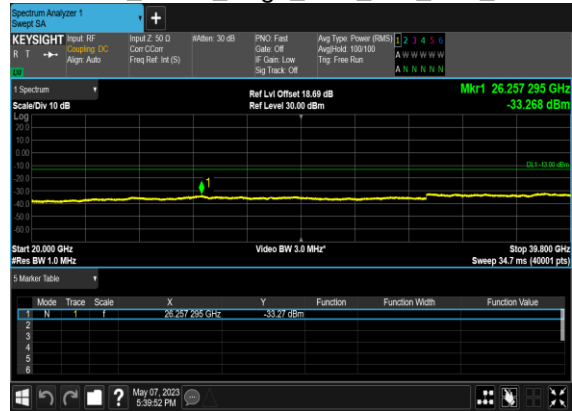 Spectrum Analyzer 1
Swept SA
+
KEYSIGHT
R T
Input: RF
Coupling: DC
Align: Auto
Input Z: 50 Ω
Corr CCorr
Freq Ref: Int (S)
#Atten: 30 dB
PNO: Fast
Gate: Off
IF Gain: Low
Sig Track: Off
Avg Type: Power (RMS)
Avg|Hold: 100/100
Trig: Free Run
1 2 3 4 5 6
A W W W W W
A N N N N N
1 Spectrum
Scale/Div 10 dB
Log
Ref Lvl Offset 18.69 dB
Ref Level 30.00 dBm
Mkr1 26.257 295 GHz
-33.268 dBm
20.0
10.0
0.00
-10.0
-20.0
-30.0
-40.0
-50.0
-60.0
DL1 -13.00 dBm
1
Start 20.000 GHz
#Res BW 1.0 MHz
Video BW 3.0 MHz*
Stop 39.800 GHz
Sweep 34.7 ms (40001 pts)
5 Marker Table
Mode Trace Scale X Y Function Function Width Function Value
1 N 1 f 26.257 295 GHz -33.27 dBm
2
3
4
5
6
? May 07, 2023
5:39:52 PM